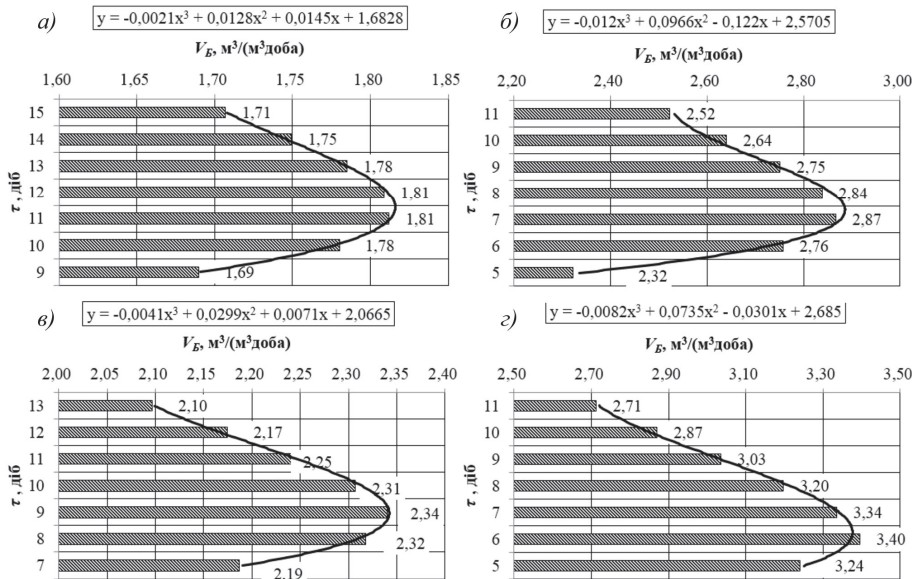 а)
y = -0,0021x³ + 0,0128x² + 0,0145x + 1,6828
V_Б, м³/(м³доба)
1,60 1,65 1,70 1,75 1,80 1,85
τ , діб
15 1,71
14 1,75
13 1,78
12 1,81
11 1,81
10 1,78
9 1,69
б)
y = -0,012x³ + 0,0966x² - 0,122x + 2,5705
V_Б, м³/(м³доба)
2,20 2,40 2,60 2,80 3,00
τ , діб
11 2,52
10 2,64
9 2,75
8 2,84
7 2,87
6 2,76
5 2,32
в)
y = -0,0041x³ + 0,0299x² + 0,0071x + 2,0665
V_Б, м³/(м³доба)
2,00 2,05 2,10 2,15 2,20 2,25 2,30 2,35 2,40
τ , діб
13 2,10
12 2,17
11 2,25
10 2,31
9 2,34
8 2,32
7 2,19
г)
y = -0,0082x³ + 0,0735x² - 0,0301x + 2,685
V_Б, м³/(м³доба)
2,50 2,70 2,90 3,10 3,30 3,50
τ , діб
11 2,71
10 2,87
9 3,03
8 3,20
7 3,34
6 3,40
5 3,24